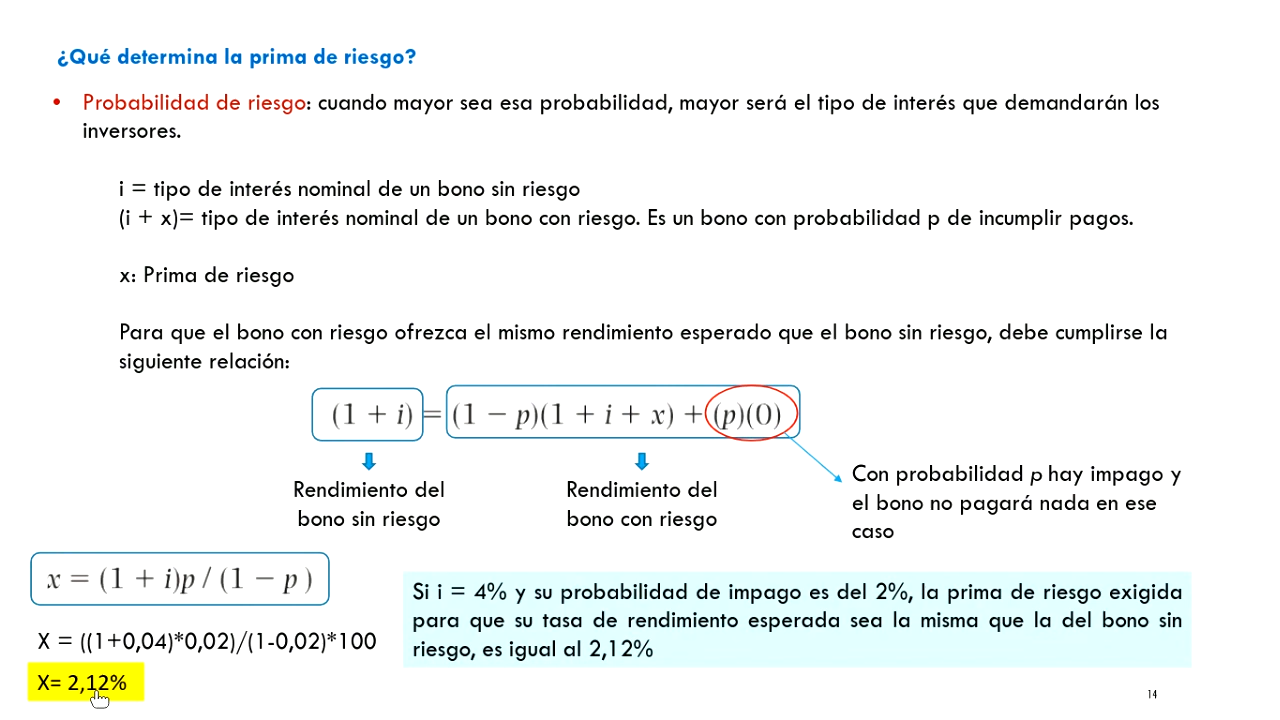 ¿Qué determina la prima de riesgo?
• Probabilidad de riesgo: cuando mayor sea esa probabilidad, mayor será el tipo de interés que demandarán los
inversores.
i = tipo de interés nominal de un bono sin riesgo
(i + x)= tipo de interés nominal de un bono con riesgo. Es un bono con probabilidad p de incumplir pagos.
x: Prima de riesgo
Para que el bono con riesgo ofrezca el mismo rendimiento esperado que el bono sin riesgo, debe cumplirse la
siguiente relación:
(1 + i) = (1 − p)(1 + i + x) + (p)(0)
Rendimiento del
bono sin riesgo
Rendimiento del
bono con riesgo
Con probabilidad p hay impago y
el bono no pagará nada en ese
caso
x = (1 + i)p / (1 − p )
X = ((1+0,04)*0,02)/(1-0,02)*100
X= 2,12%
Si i = 4% y su probabilidad de impago es del 2%, la prima de riesgo exigida
para que su tasa de rendimiento esperada sea la misma que la del bono sin
riesgo, es igual al 2,12%
14